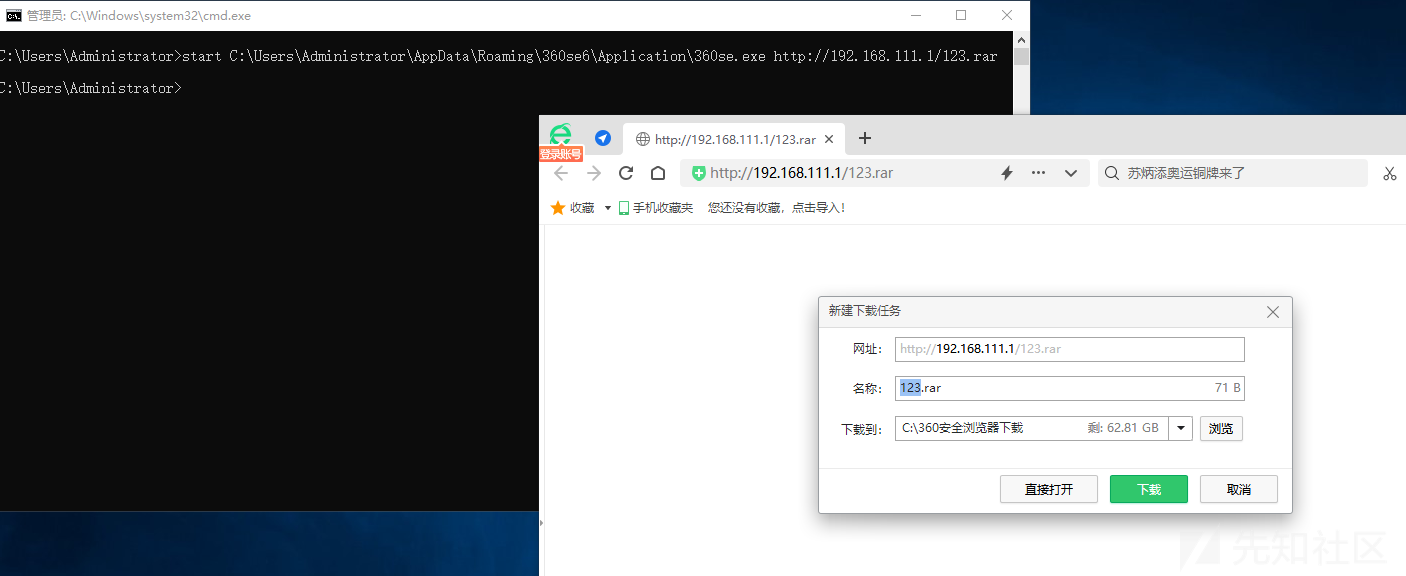 管理员: C:\Windows\system32\cmd.exe
C:\Users\Administrator>start C:\Users\Administrator\AppData\Roaming\360se6\Application\360se.exe http://192.168.111.1/123.rar
C:\Users\Administrator>
http://192.168.111.1/123.rar
登录账号
http://192.168.111.1/123.rar
苏炳添奥运铜牌来了
收藏 手机收藏夹 您还没有收藏，点击导入！
新建下载任务
网址： http://192.168.111.1/123.rar
名称： 123.rar 71 B
下载到： C:\360安全浏览器下载 剩: 62.81 GB 浏览
直接打开 下载 取消
先知社区